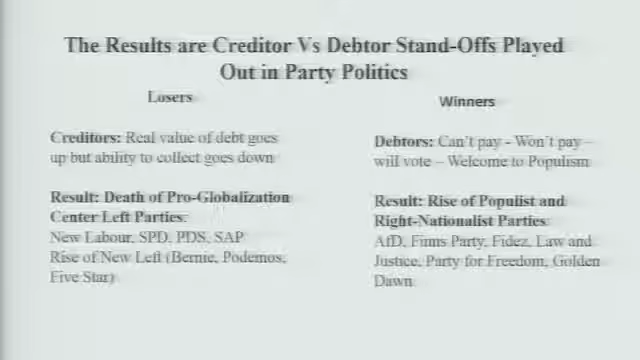 The Results are Creditor Vs Debtor Stand-Offs Played
Out in Party Politics
Losers
Creditors: Real value of debt goes
up but ability to collect goes down
Result: Death of Pro-Globalization
Center Left Parties.
New Labour, SPD, PDS, SAP
Rise of New Left (Bernie, Podemos,
Five Star)
Winners
Debtors: Can't pay - Won't pay –
will vote – Welcome to Populism
Result: Rise of Populist and
Right-Nationalist Parties
AfD, Finns Party, Fidez, Law and
Justice, Party for Freedom, Golden
Dawn